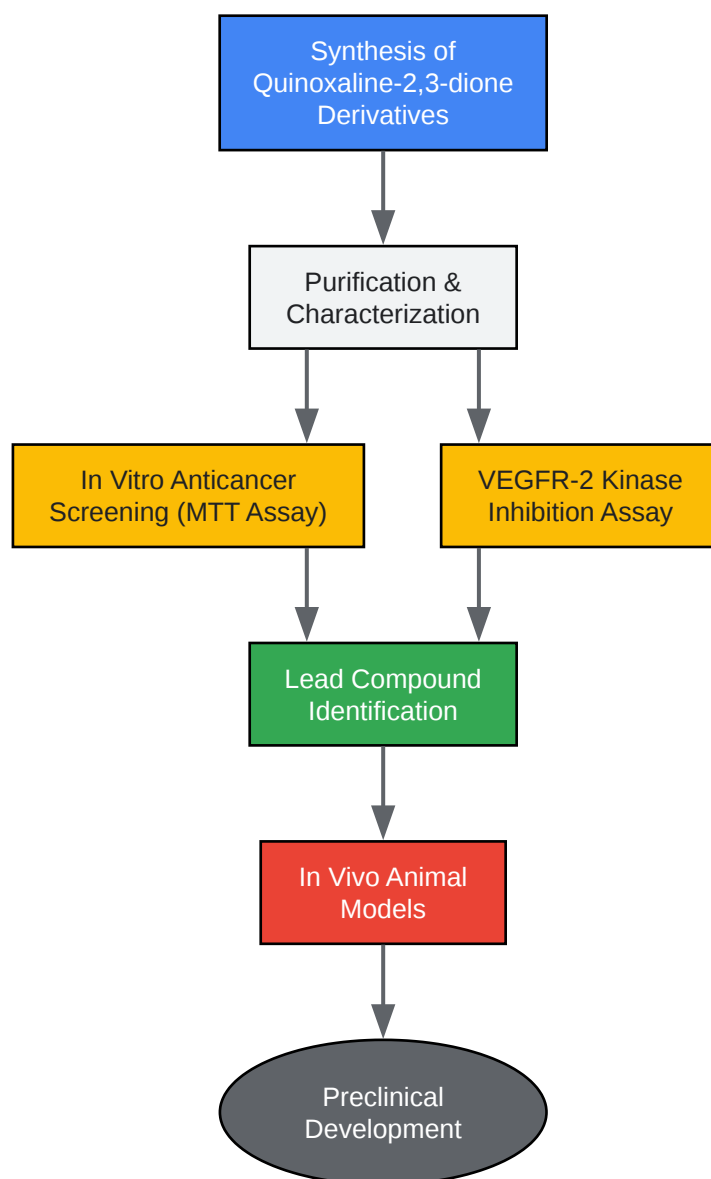 Synthesis of
Quinoxaline-2,3-dione
Derivatives
Purification &
Characterization
In Vitro Anticancer
Screening (MTT Assay)
VEGFR-2 Kinase
Inhibition Assay
Lead Compound
Identification
In Vivo Animal
Models
Preclinical
Development